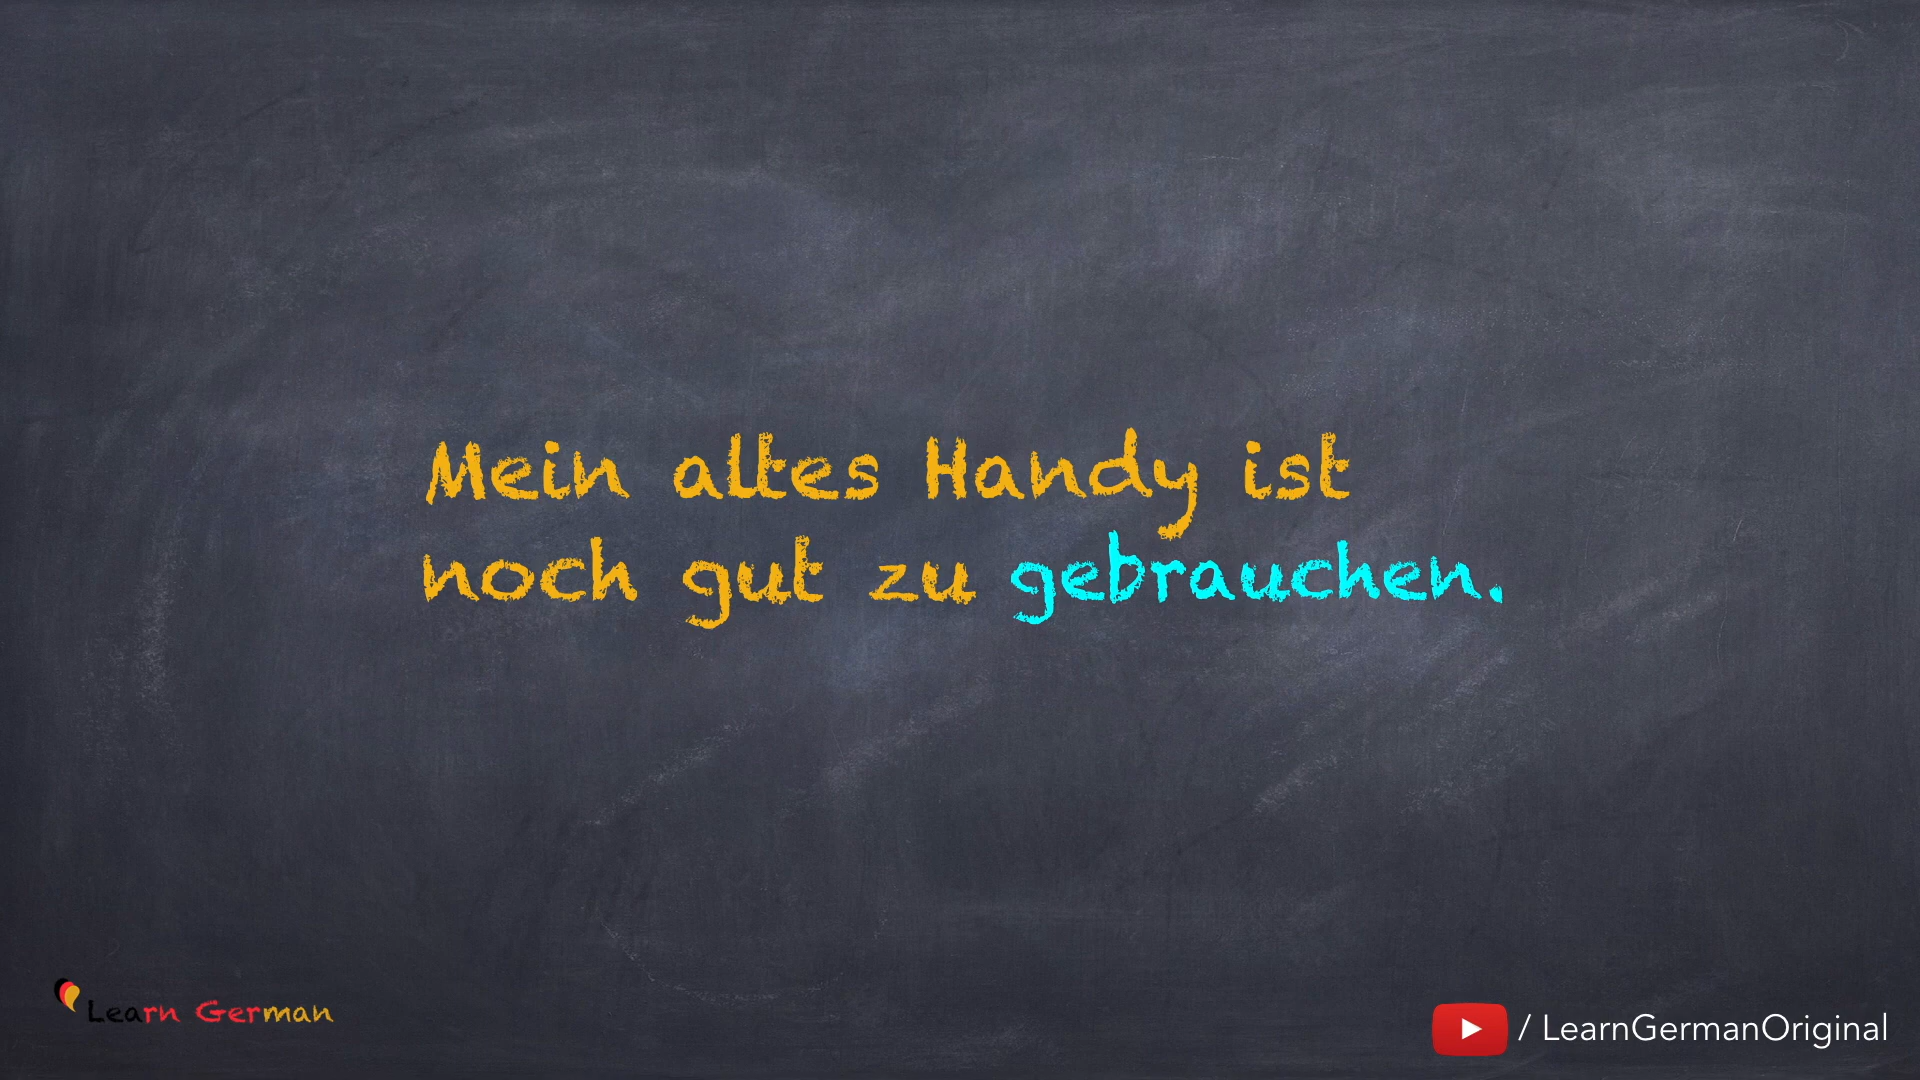 Mein altes Handy ist
noch gut zu gebrauchen.
Learn German
/ LearnGermanOriginal